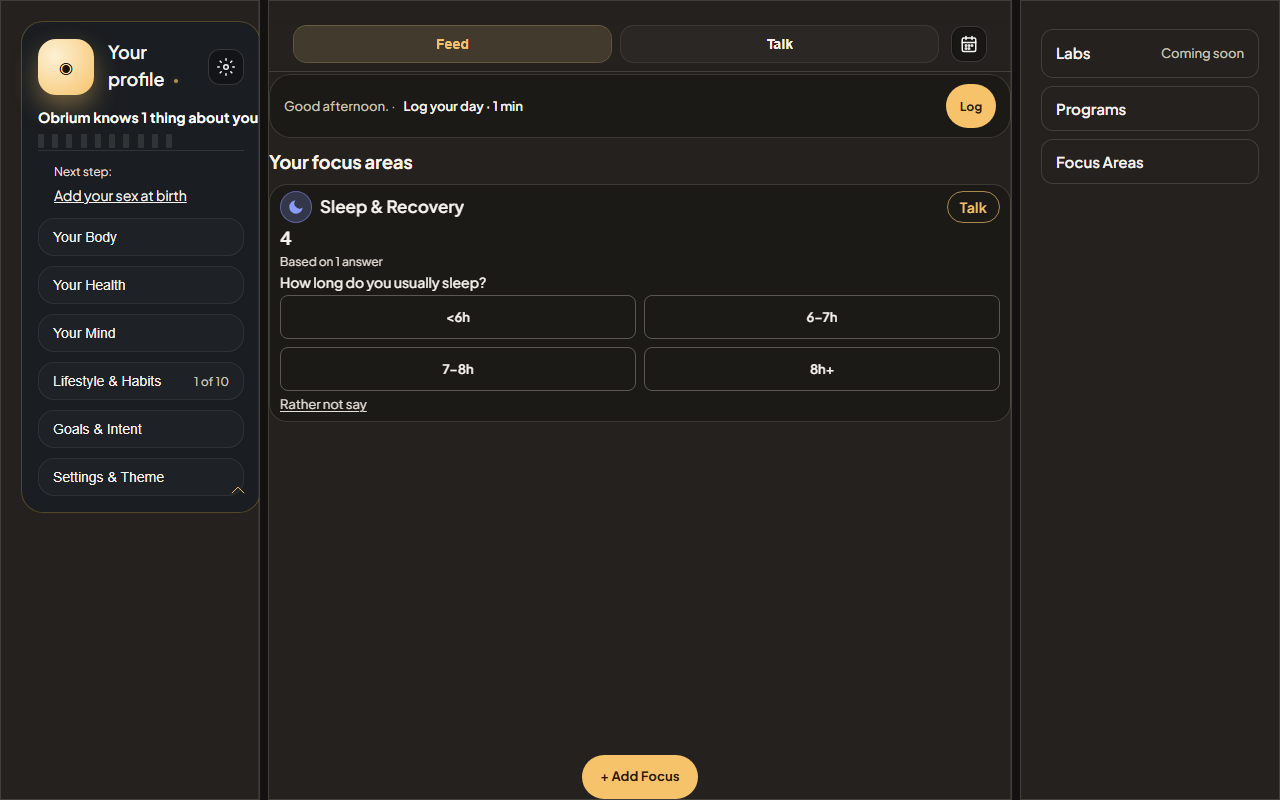 Your
profile
Obrium knows 1 thing about you
Next step:
Add your sex at birth
Your Body
Your Health
Your Mind
Lifestyle & Habits 1 of 10
Goals & Intent
Settings & Theme
Feed
Talk
Good afternoon. · Log your day · 1 min
Log
Your focus areas
Sleep & Recovery
Talk
4
Based on 1 answer
How long do you usually sleep?
<6h
6–7h
7–8h
8h+
Rather not say
+ Add Focus
Labs Coming soon
Programs
Focus Areas